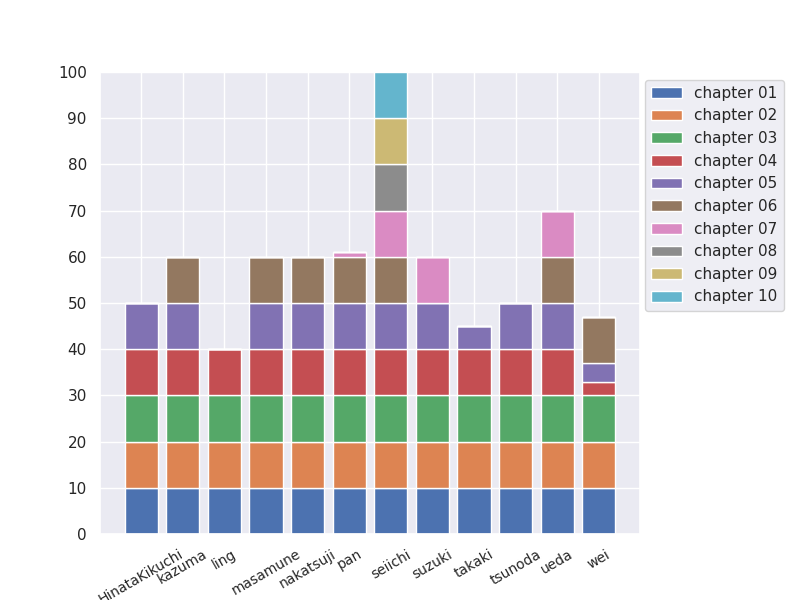 100
90
80
70
60
50
40
30
20
10
0
HinataKikuchi
kazuma
ling
masamune
nakatsuji
pan
seiichi
suzuki
takaki
tsunoda
ueda
wei
chapter 01
chapter 02
chapter 03
chapter 04
chapter 05
chapter 06
chapter 07
chapter 08
chapter 09
chapter 10